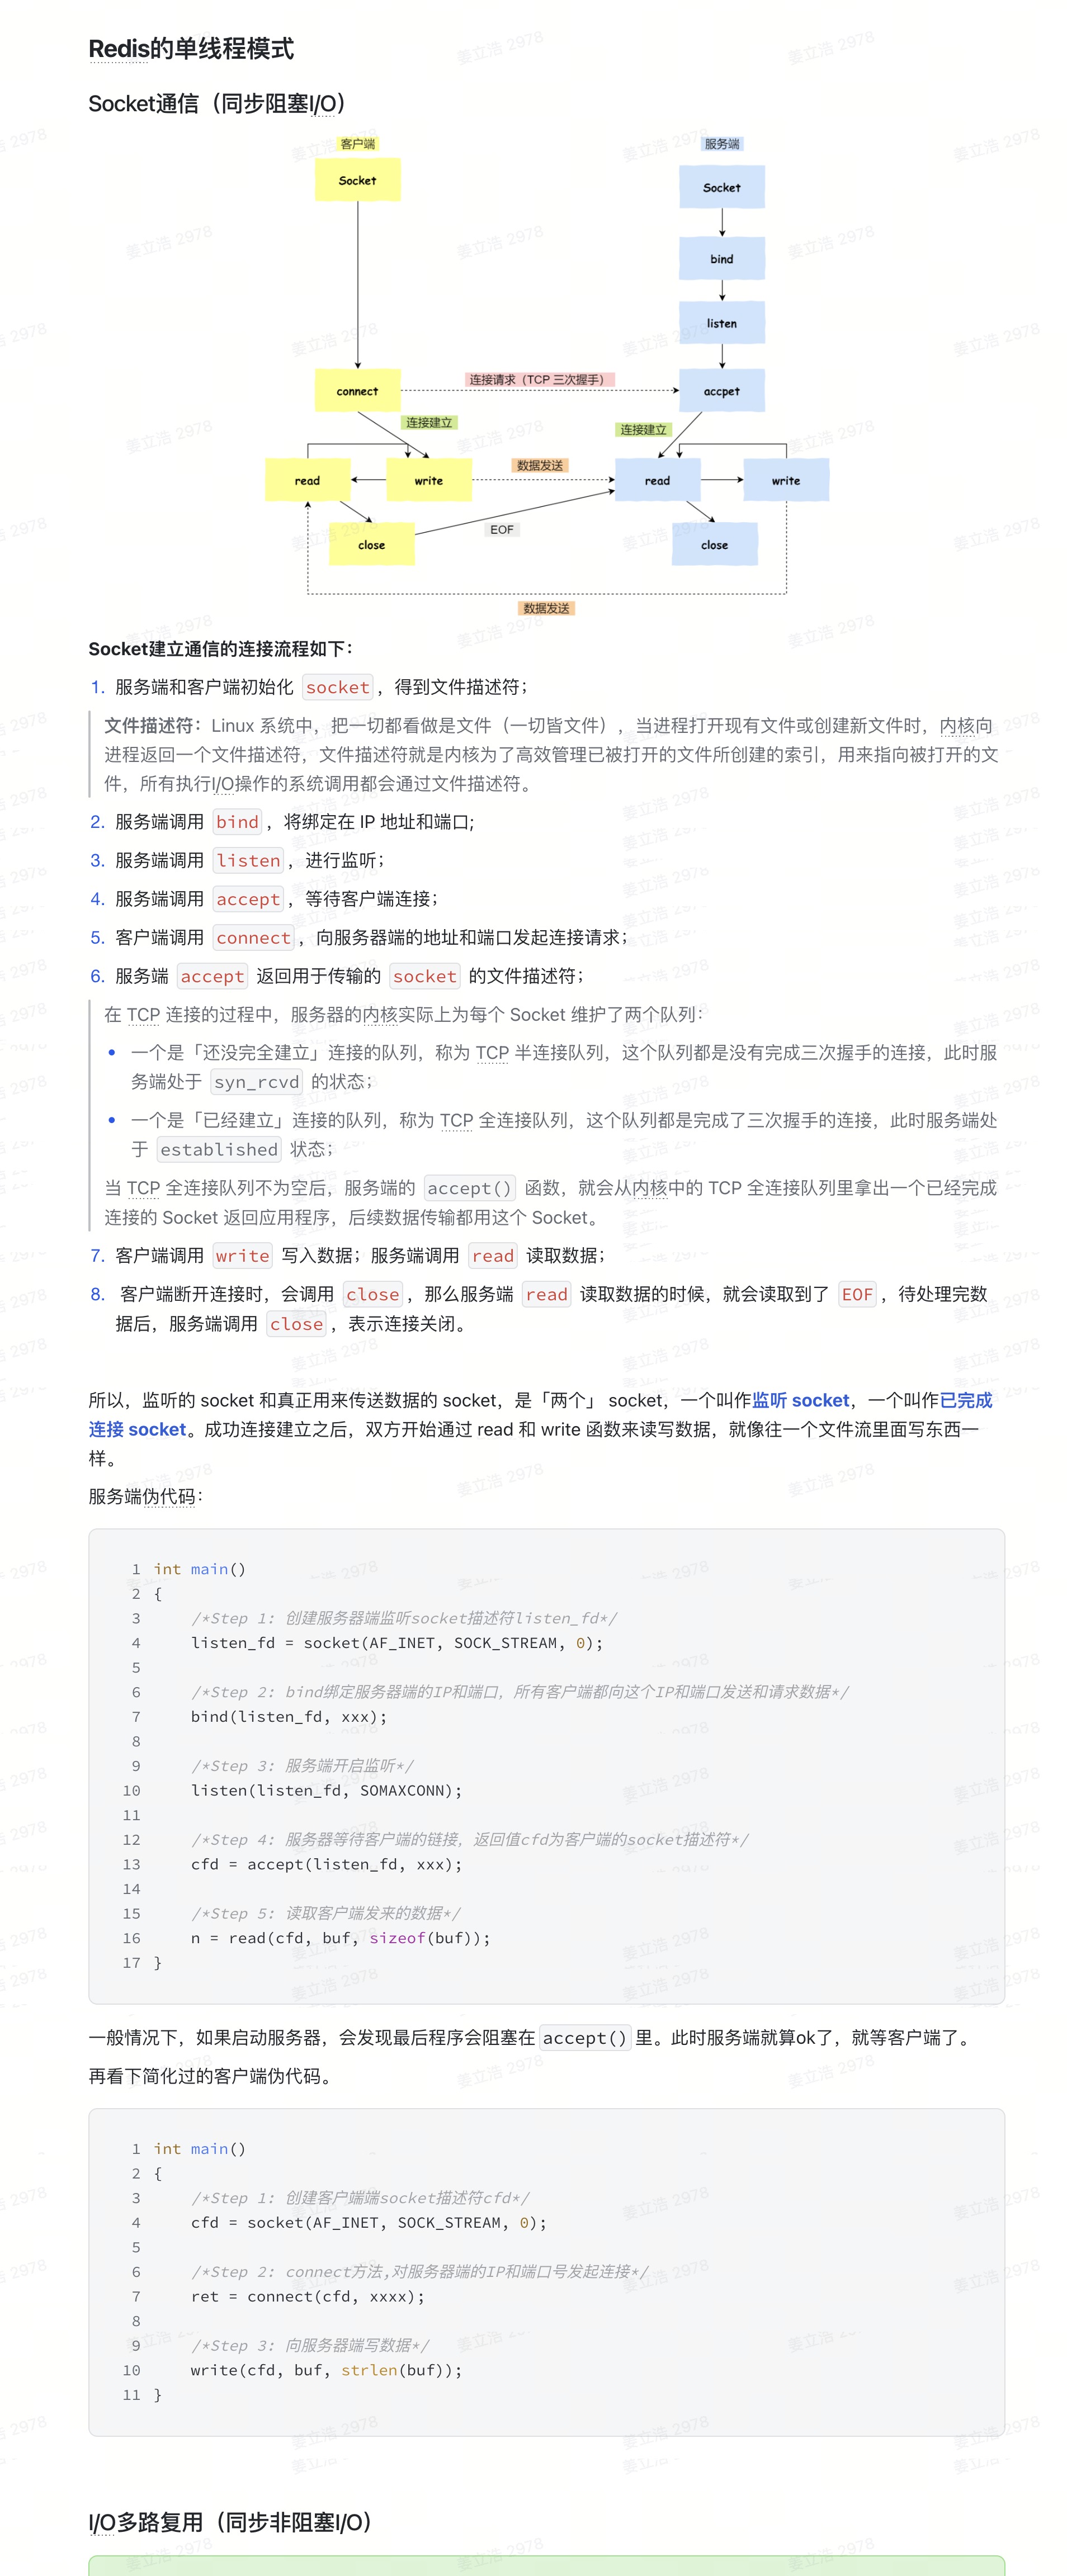 Redis的单线程模式
Socket通信（同步阻塞I/O）
客户端
服务端
Socket
Socket
bind
listen
连接请求（TCP 三次握手）
connect
accpet
连接建立
连接建立
数据发送
read
write
read
write
EOF
close
close
数据发送
Socket建立通信的连接流程如下：
1. 服务端和客户端初始化 socket，得到文件描述符；
文件描述符：Linux 系统中，把一切都看做是文件（一切皆文件），当进程打开现有文件或创建新文件时，内核向
进程返回一个文件描述符，文件描述符就是内核为了高效管理已被打开的文件所创建的索引，用来指向被打开的文
件，所有执行I/O操作的系统调用都会通过文件描述符。
2. 服务端调用 bind，将绑定在 IP 地址和端口;
3. 服务端调用 listen，进行监听；
4. 服务端调用 accept，等待客户端连接；
5. 客户端调用 connect，向服务器端的地址和端口发起连接请求；
6. 服务端 accept 返回用于传输的 socket 的文件描述符；
在 TCP 连接的过程中，服务器的内核实际上为每个 Socket 维护了两个队列：
• 一个是「还没完全建立」连接的队列，称为 TCP 半连接队列，这个队列都是没有完成三次握手的连接，此时服
务端处于 syn_rcvd 的状态；
• 一个是「已经建立」连接的队列，称为 TCP 全连接队列，这个队列都是完成了三次握手的连接，此时服务端处
于 established 状态；
当 TCP 全连接队列不为空后，服务端的 accept() 函数，就会从内核中的 TCP 全连接队列里拿出一个已经完成
连接的 Socket 返回应用程序，后续数据传输都用这个 Socket。
7. 客户端调用 write 写入数据；服务端调用 read 读取数据；
8. 客户端断开连接时，会调用 close，那么服务端 read 读取数据的时候，就会读取到了 EOF，待处理完数
据后，服务端调用 close，表示连接关闭。
所以，监听的 socket 和真正用来传送数据的 socket，是「两个」 socket，一个叫作监听 socket，一个叫作已完成
连接 socket。成功连接建立之后，双方开始通过 read 和 write 函数来读写数据，就像往一个文件流里面写东西一
样。
服务端伪代码：
1 int main()
2 {
3 /*Step 1: 创建服务器端监听socket描述符listen_fd*/
4 listen_fd = socket(AF_INET, SOCK_STREAM, 0);
5
6 /*Step 2: bind绑定服务器端的IP和端口，所有客户端都向这个IP和端口发送和请求数据*/
7 bind(listen_fd, xxx);
8
9 /*Step 3: 服务端开启监听*/
10 listen(listen_fd, SOMAXCONN);
11
12 /*Step 4: 服务器等待客户端的链接，返回值cfd为客户端的socket描述符*/
13 cfd = accept(listen_fd, xxx);
14
15 /*Step 5: 读取客户端发来的数据*/
16 n = read(cfd, buf, sizeof(buf));
17 }
一般情况下，如果启动服务器，会发现最后程序会阻塞在 accept() 里。此时服务端就算ok了，就等客户端了。
再看下简化过的客户端伪代码。
1 int main()
2 {
3 /*Step 1: 创建客户端端socket描述符cfd*/
4 cfd = socket(AF_INET, SOCK_STREAM, 0);
5
6 /*Step 2: connect方法,对服务器端的IP和端口号发起连接*/
7 ret = connect(cfd, xxxx);
8
9 /*Step 3: 向服务器端写数据*/
10 write(cfd, buf, strlen(buf));
11 }
I/O多路复用（同步非阻塞I/O）
姜立浩 2978